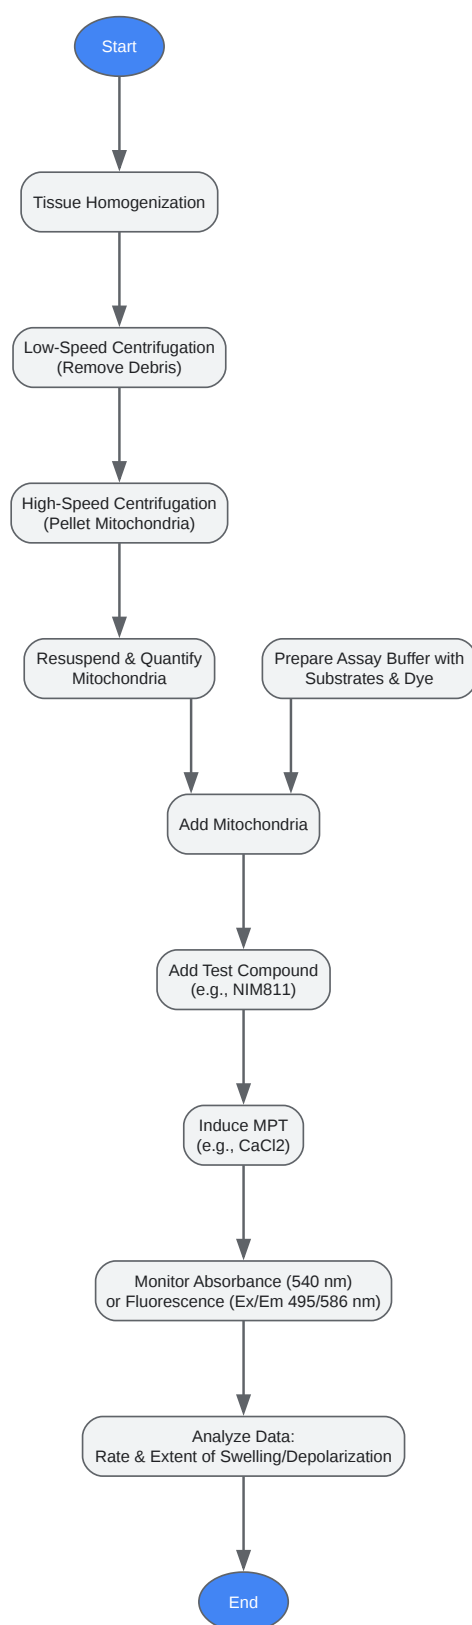 Start
Tissue Homogenization
Low-Speed Centrifugation
(Remove Debris)
High-Speed Centrifugation
(Pellet Mitochondria)
Resuspend & Quantify
Mitochondria
Prepare Assay Buffer with
Substrates & Dye
Add Mitochondria
Add Test Compound
(e.g., NIM811)
Induce MPT
(e.g., CaCl2)
Monitor Absorbance (540 nm)
or Fluorescence (Ex/Em 495/586 nm)
Analyze Data:
Rate & Extent of Swelling/Depolarization
End